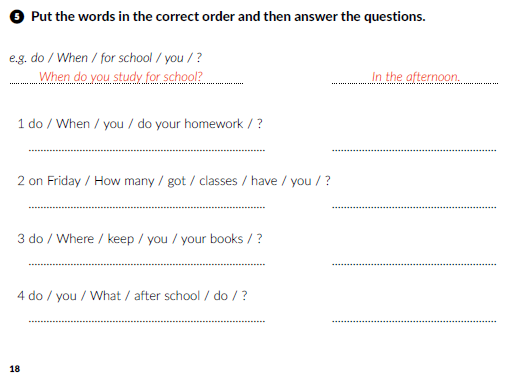 5 Put the words in the correct order and then answer the questions.
e.g. do / When / for school / you / ?
When do you study for school? In the afternoon.
1 do / When / you / do your homework / ?
2 on Friday / How many / got / classes / have / you / ?
3 do / Where / keep / you / your books / ?
4 do / you / What / after school / do / ?
18